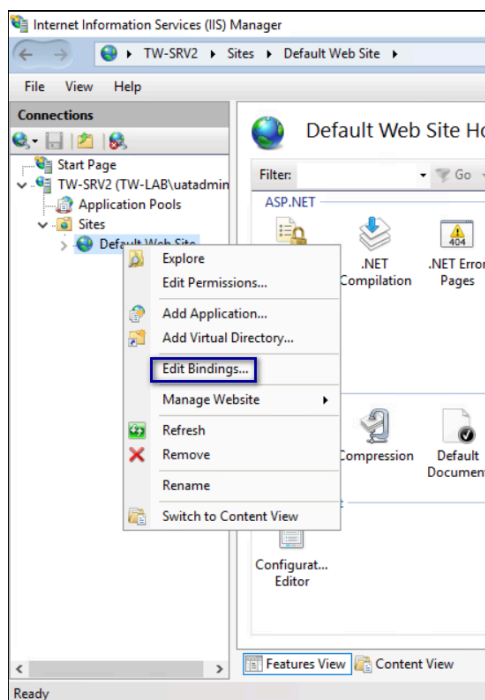 Internet Information Services (IIS) Manager
TW-SRV2 Sites Default Web Site
File View Help
Connections
Start Page
TW-SRV2 (TW-LAB\uatadmin
Application Pools
Sites
Default Web Site
Default Web Site Ho
Filter: Go
ASP.NET
.NET Compilation
.NET Error Pages
404
Explore
Edit Permissions...
Add Application...
Add Virtual Directory...
Edit Bindings...
Manage Website
Refresh
Remove
Rename
Switch to Content View
Compression
Default Documen
Configurat...
Editor
Features View Content View
Ready